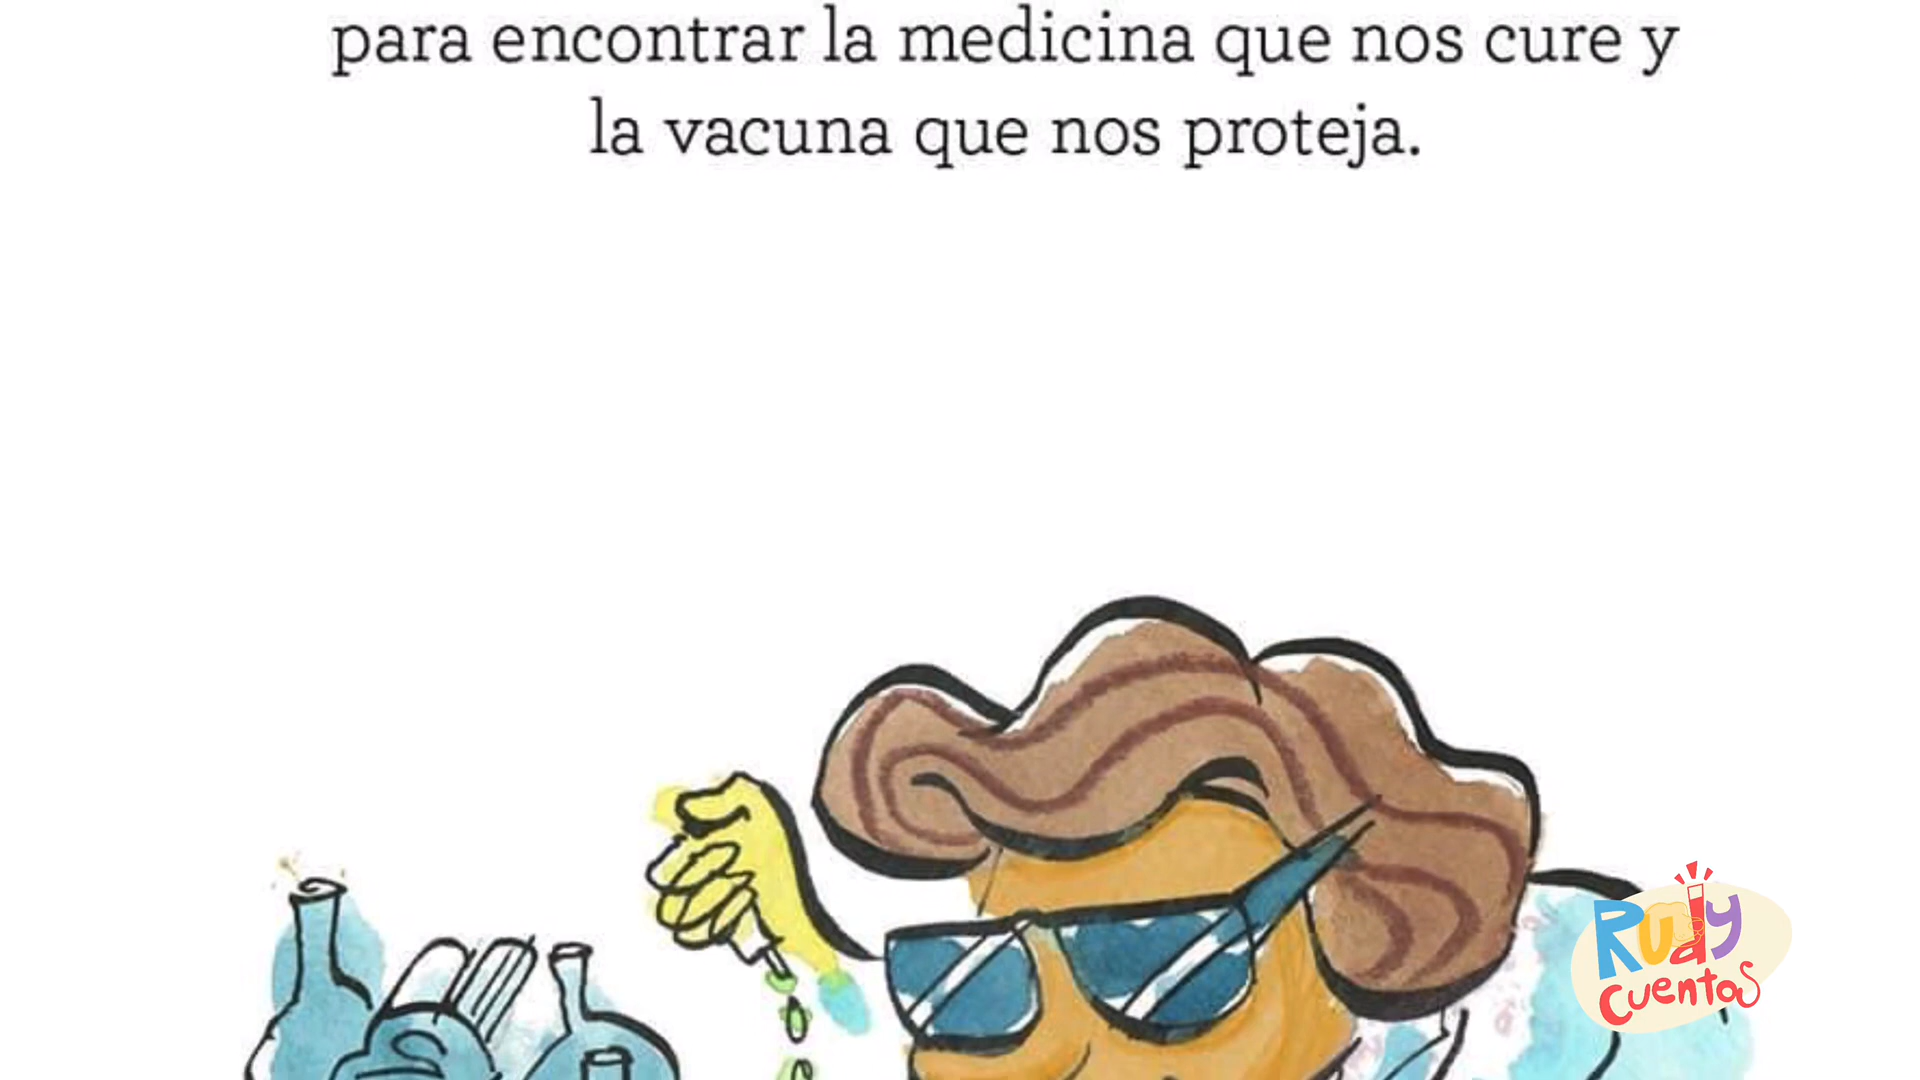 para encontrar la medicina que nos cure y
la vacuna que nos proteja.
Rudy
Cuentos